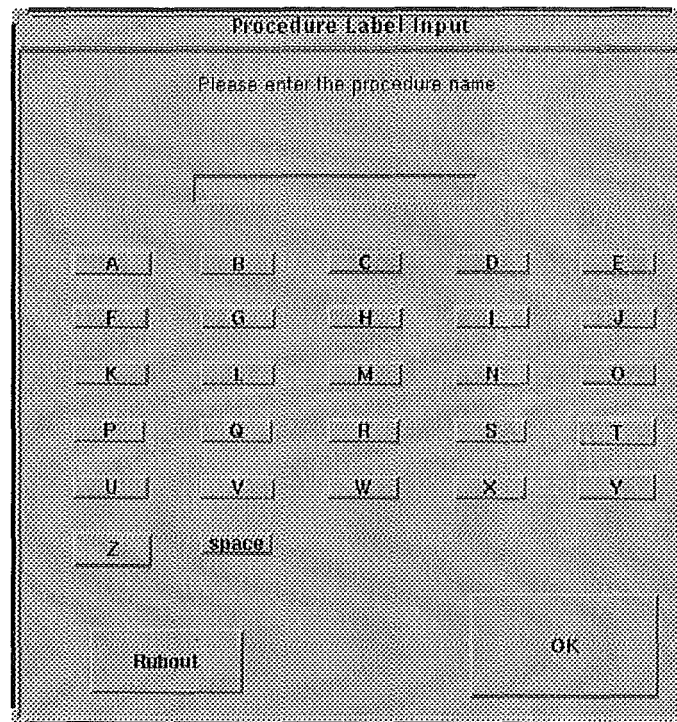 Procedure Label Input
Please enter the procedure name
A B C D E
F G H I J
K L M N O
P Q R S T
U V W X Y
Z space
Rubout OK